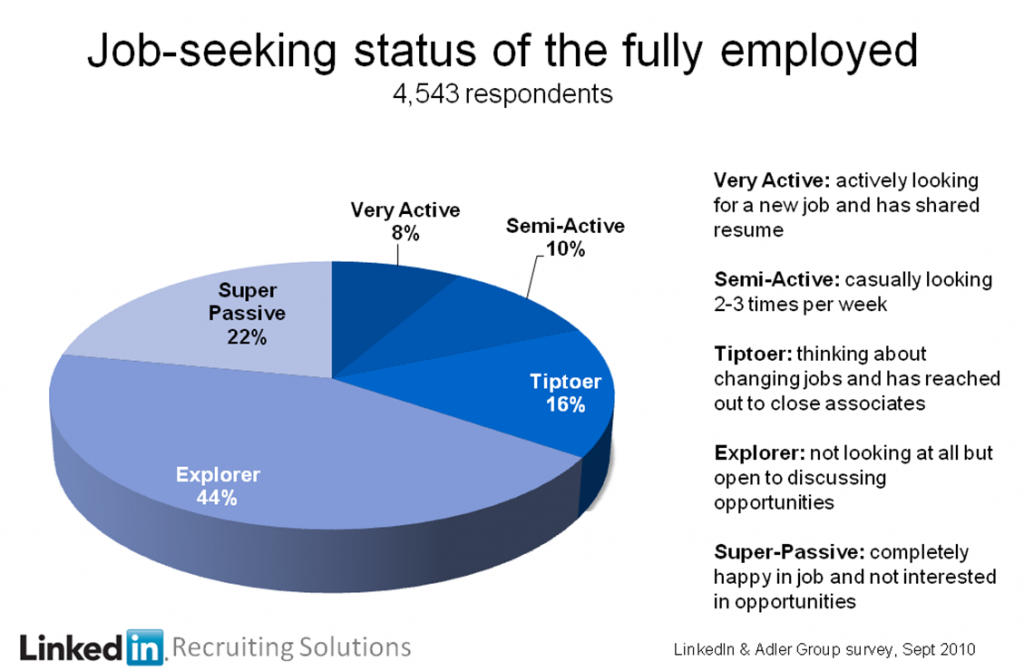 Job-seeking status of the fully employed
4,543 respondents
Very Active
8%
Semi-Active
10%
Super
Passive
22%
Tiptoer
16%
Explorer
44%
Very Active: actively looking
for a new job and has shared
resume
Semi-Active: casually looking
2-3 times per week
Tiptoer: thinking about
changing jobs and has reached
out to close associates
Explorer: not looking at all but
open to discussing
opportunities
Super-Passive: completely
happy in job and not interested
in opportunities
Linked in. Recruiting Solutions
LinkedIn & Adler Group survey, Sept 2010